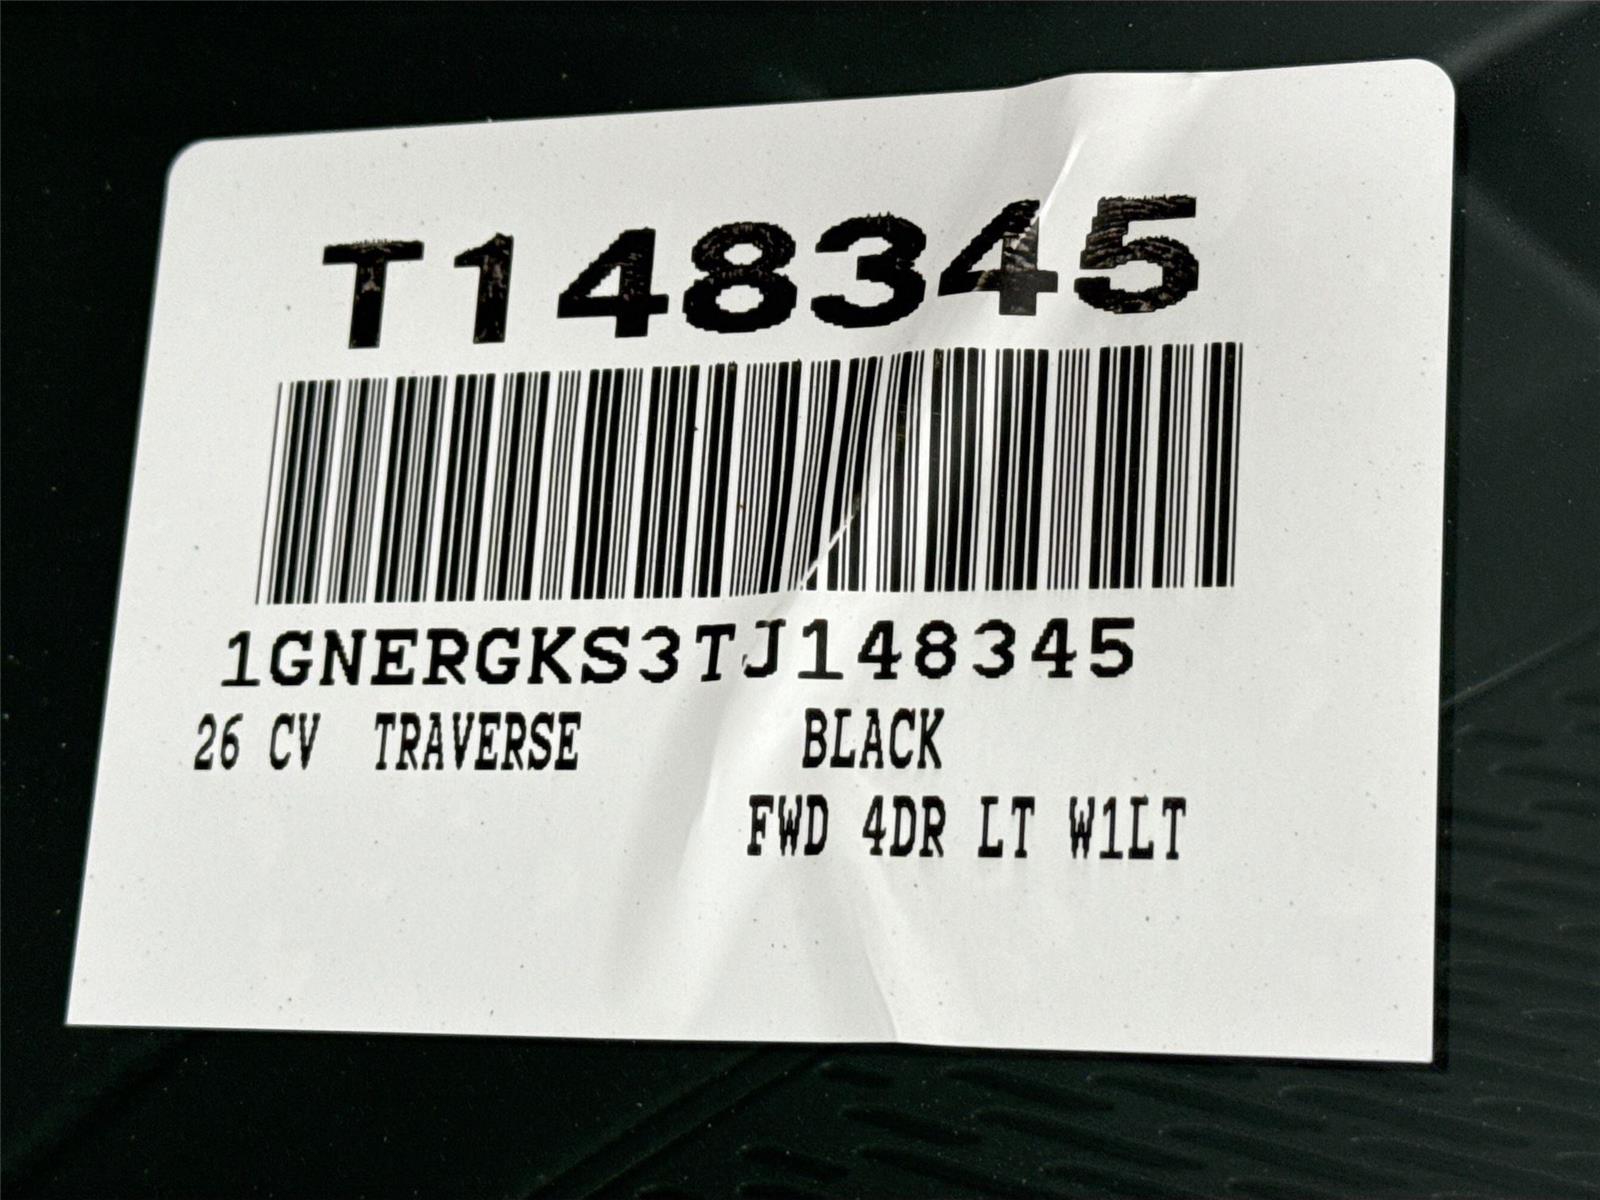 T148345
1GNERGKS3TJ148345
26 CV TRAVERSE BLACK
FWD 4DR LT W1LT